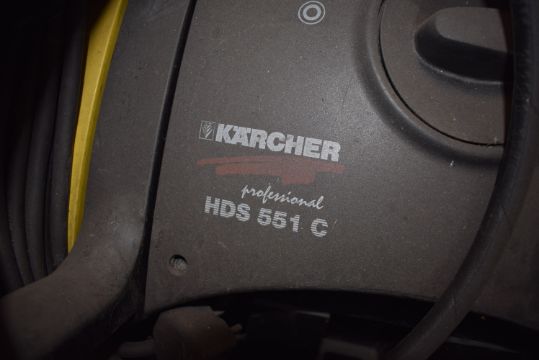 KÄRCHER
professional
HDS 551 C